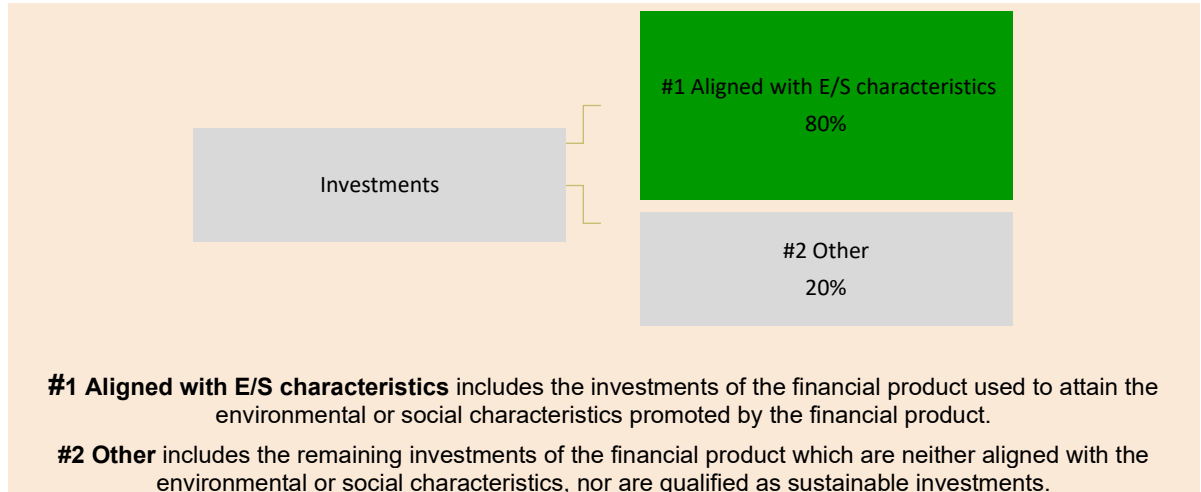 #1 Aligned with E/S characteristics
80%
Investments
#2 Other
20%
#1 Aligned with E/S characteristics includes the investments of the financial product used to attain the
environmental or social characteristics promoted by the financial product.
#2 Other includes the remaining investments of the financial product which are neither aligned with the
environmental or social characteristics, nor are qualified as sustainable investments.